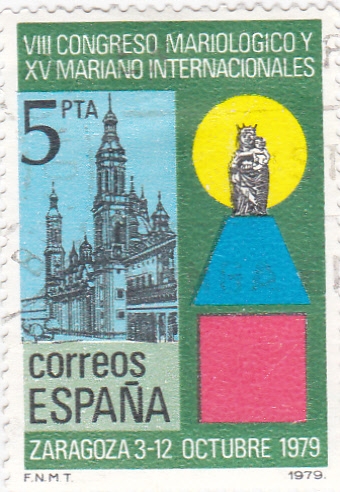 VIII CONGRESO MARIOLOGICO Y
XV MARIANO INTERNACIONALES
5 PTA
correos
ESPAÑA
ZARAGOZA 3-12 OCTUBRE 1979
F.N.M.T. 1979.